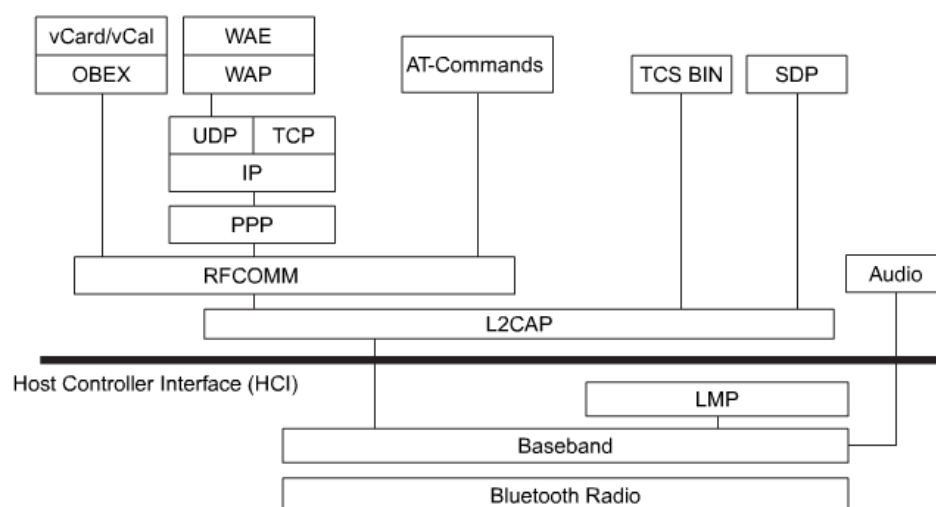 vCard/vCal
OBEX
WAE
WAP
AT-Commands
TCS BIN
SDP
UDP
TCP
IP
PPP
RFCOMM
Audio
L2CAP
Host Controller Interface (HCI)
LMP
Baseband
Bluetooth Radio